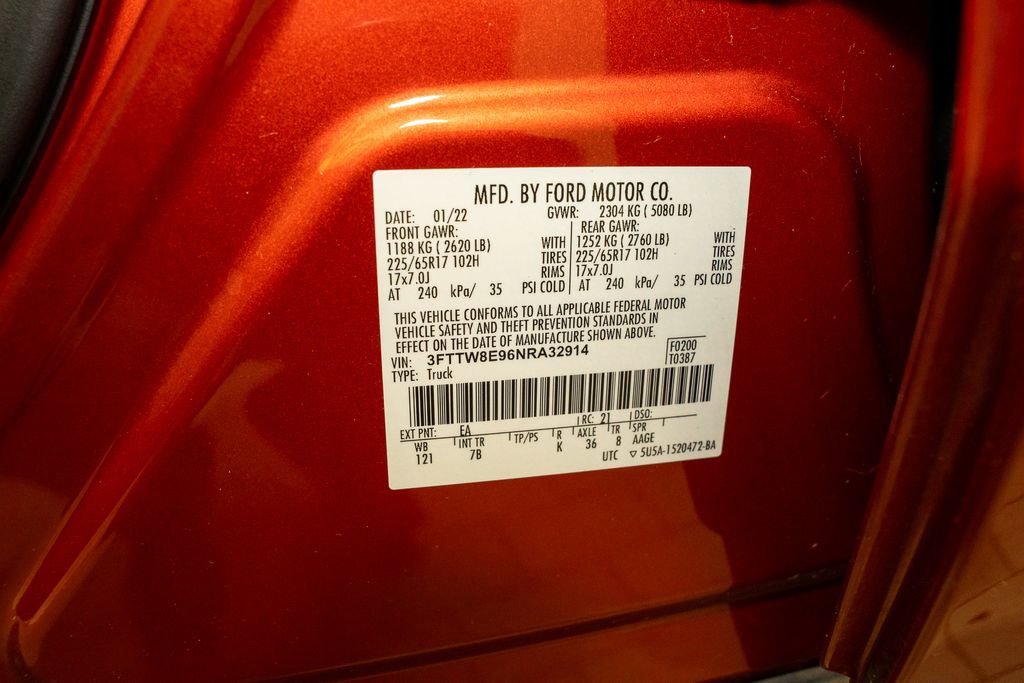 MFD. BY FORD MOTOR CO.
DATE: 01/22 GVWR: 2304 KG ( 5080 LB)
FRONT GAWR: REAR GAWR:
1188 KG ( 2620 LB) WITH 1252 KG ( 2760 LB) WITH
225/65R17 102H TIRES 225/65R17 102H TIRES
17x7.0J RIMS 17x7.0J RIMS
AT 240 kPa/ 35 PSI COLD AT 240 kPa/ 35 PSI COLD
THIS VEHICLE CONFORMS TO ALL APPLICABLE FEDERAL MOTOR
VEHICLE SAFETY AND THEFT PREVENTION STANDARDS IN
EFFECT ON THE DATE OF MANUFACTURE SHOWN ABOVE.
VIN: 3FTTW8E96NRA32914 F0200
TYPE: Truck T0387
EXT PNT: EA RC: 21 DSO:
WB INT TR TP/PS R AXLE TR SPR
121 7B K 36 8 AAGE
UTC ▽ 5U5A-1520472-BA